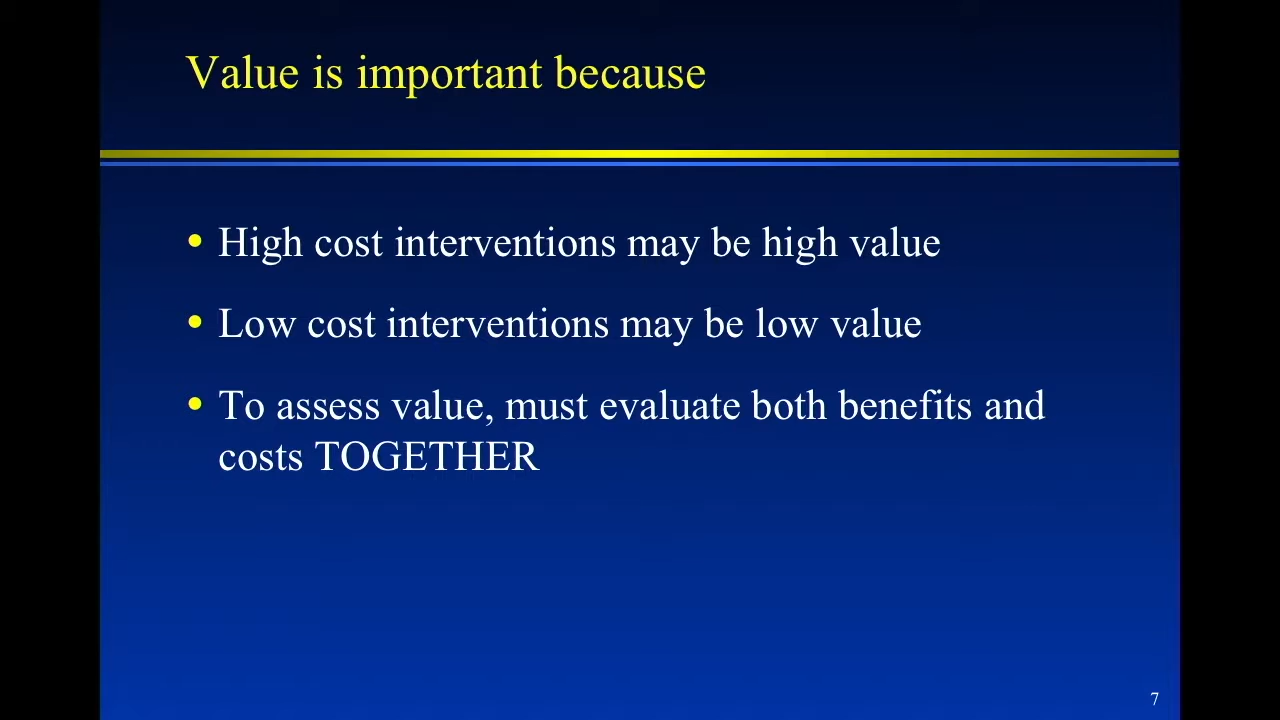 Value is important because
• High cost interventions may be high value
• Low cost interventions may be low value
• To assess value, must evaluate both benefits and
costs TOGETHER
7